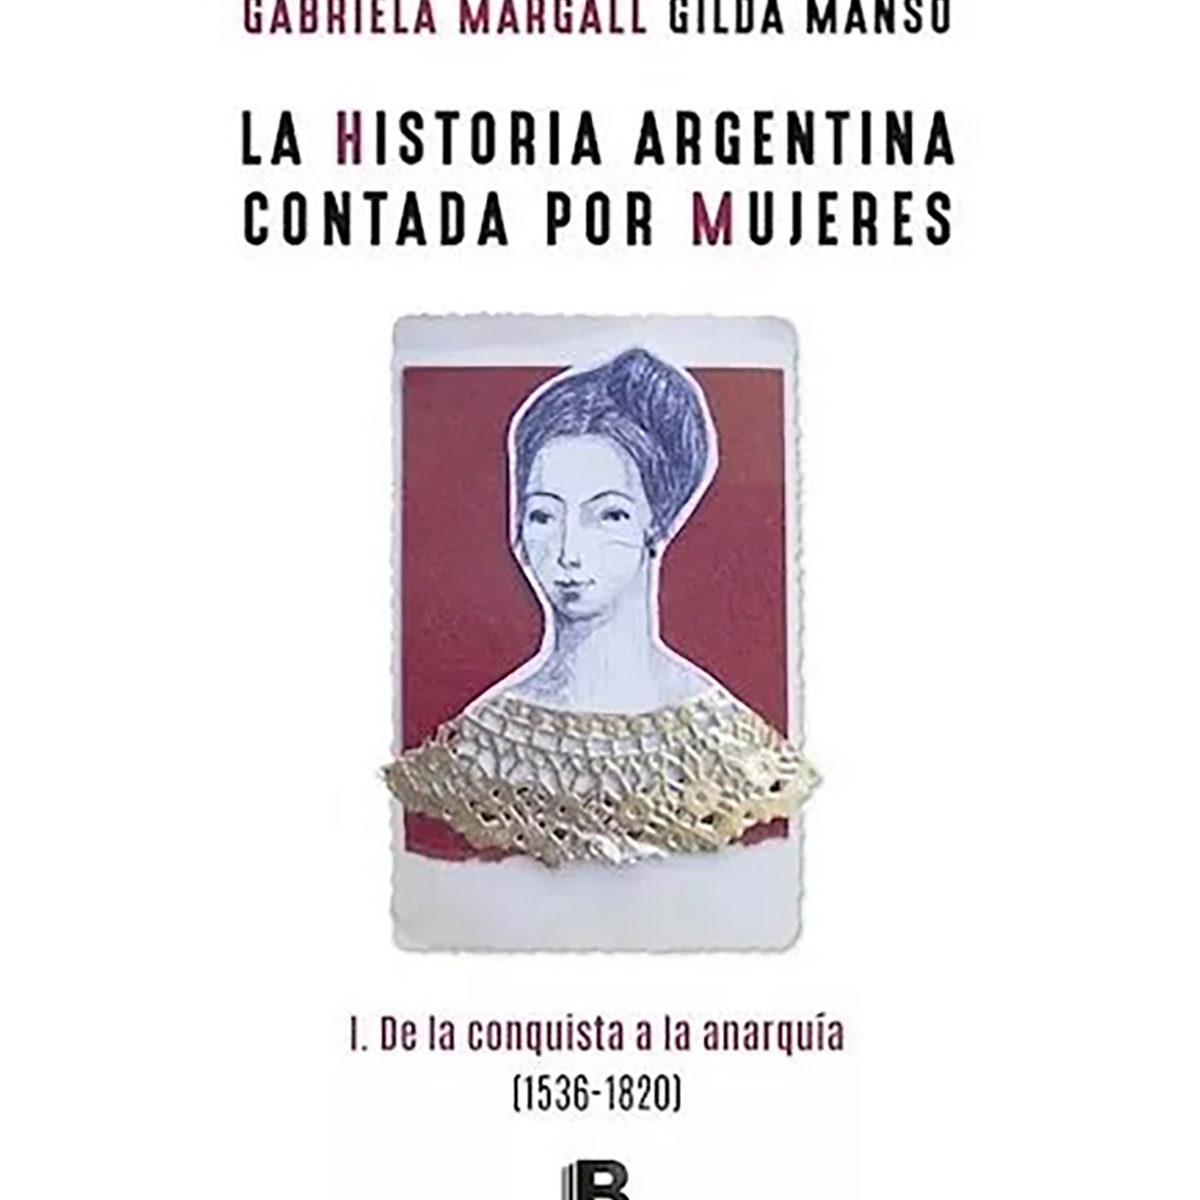 GABRIELA MARGALL GILDA MANSO
LA HISTORIA ARGENTINA
CONTADA POR MUJERES
I. De la conquista a la anarquía
(1536-1820)
B